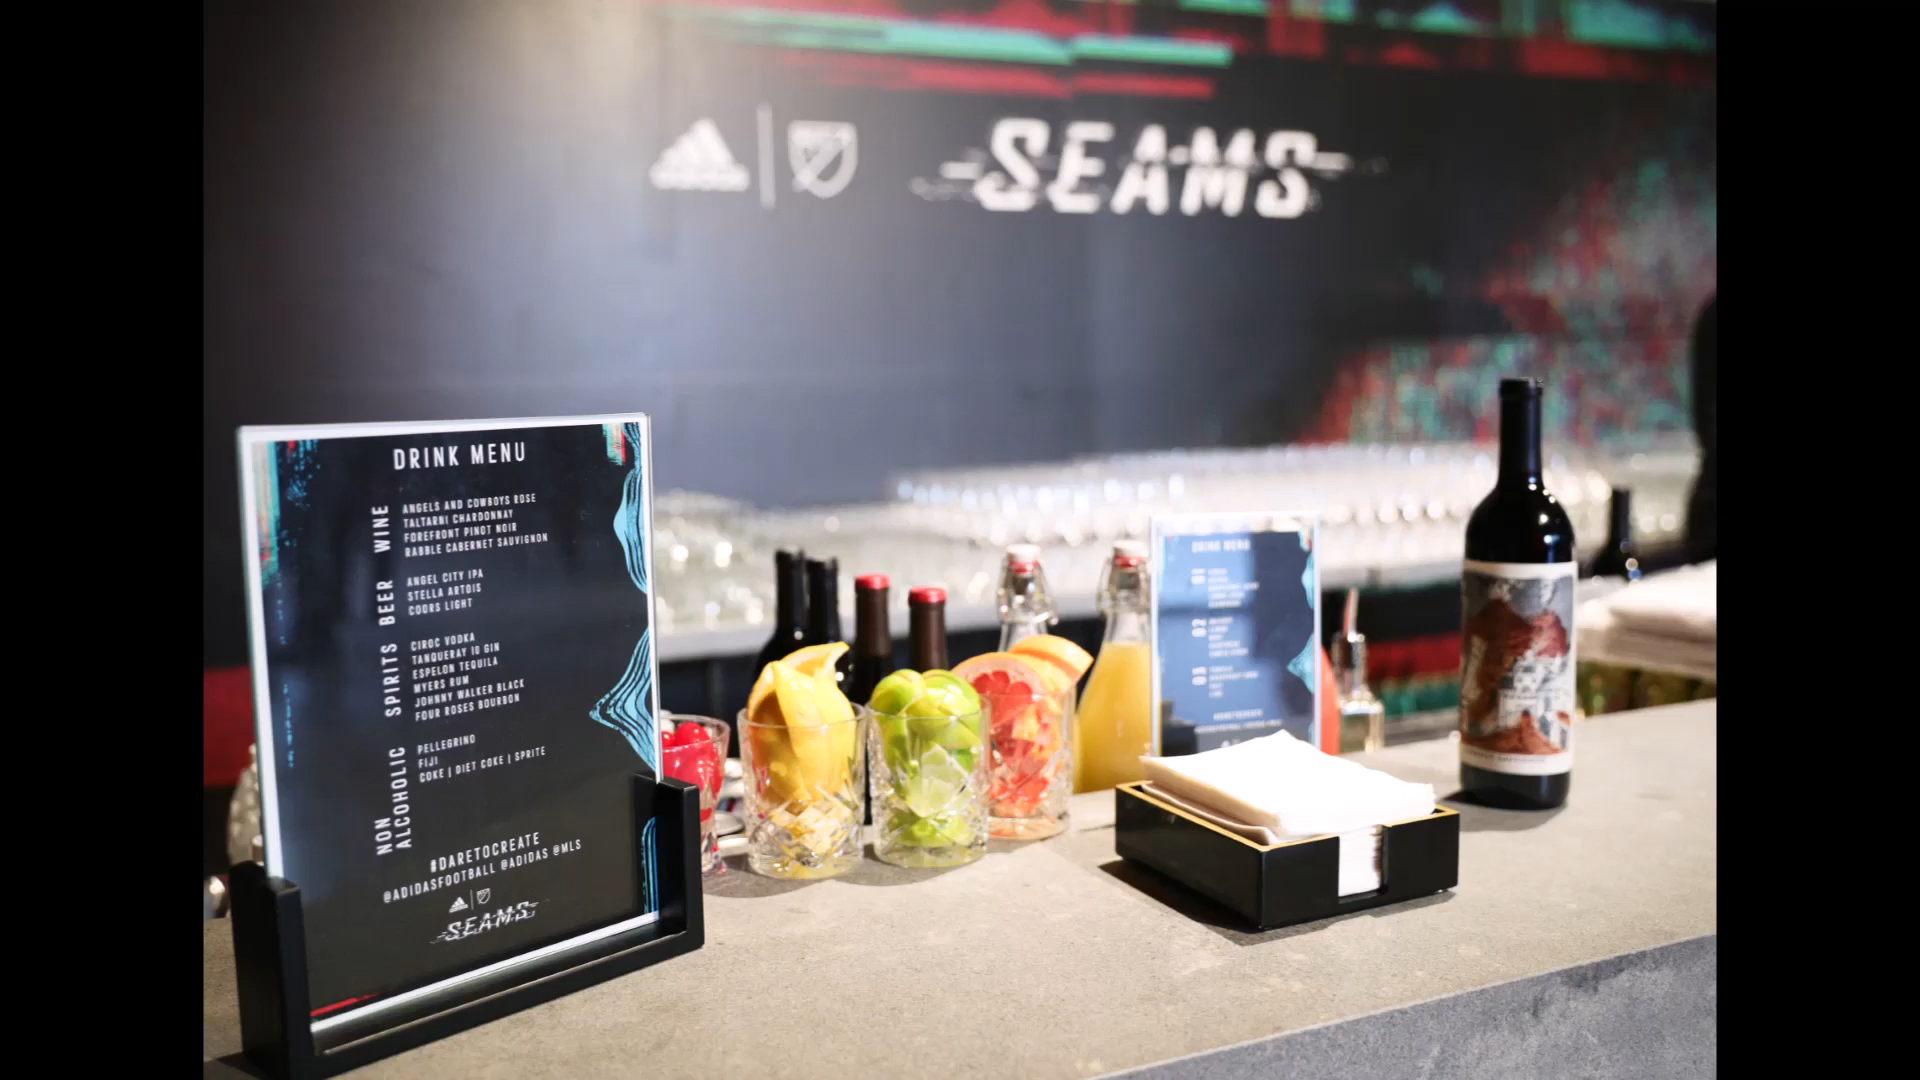 SEAMS
DRINK MENU
WINE
ANGELS AND COWBOYS ROSE
TALTARNI CHARDONNAY
FOREFRONT PINOT NOIR
RABBLE CABERNET SAUVIGNON
BEER
ANGEL CITY IPA
STELLA ARTOIS
COORS LIGHT
SPIRITS
CIROC VODKA
TANQUERAY 10 GIN
ESPELON TEQUILA
MYERS RUM
JOHNNY WALKER BLACK
FOUR ROSES BOURBON
NON
ALCOHOLIC
PELLEGRINO
FIJI
COKE | DIET COKE | SPRITE
#DARETOCREATE
@ADIDASFOOTBALL @ADIDAS @MLS
SEAMS
DRINK MENU